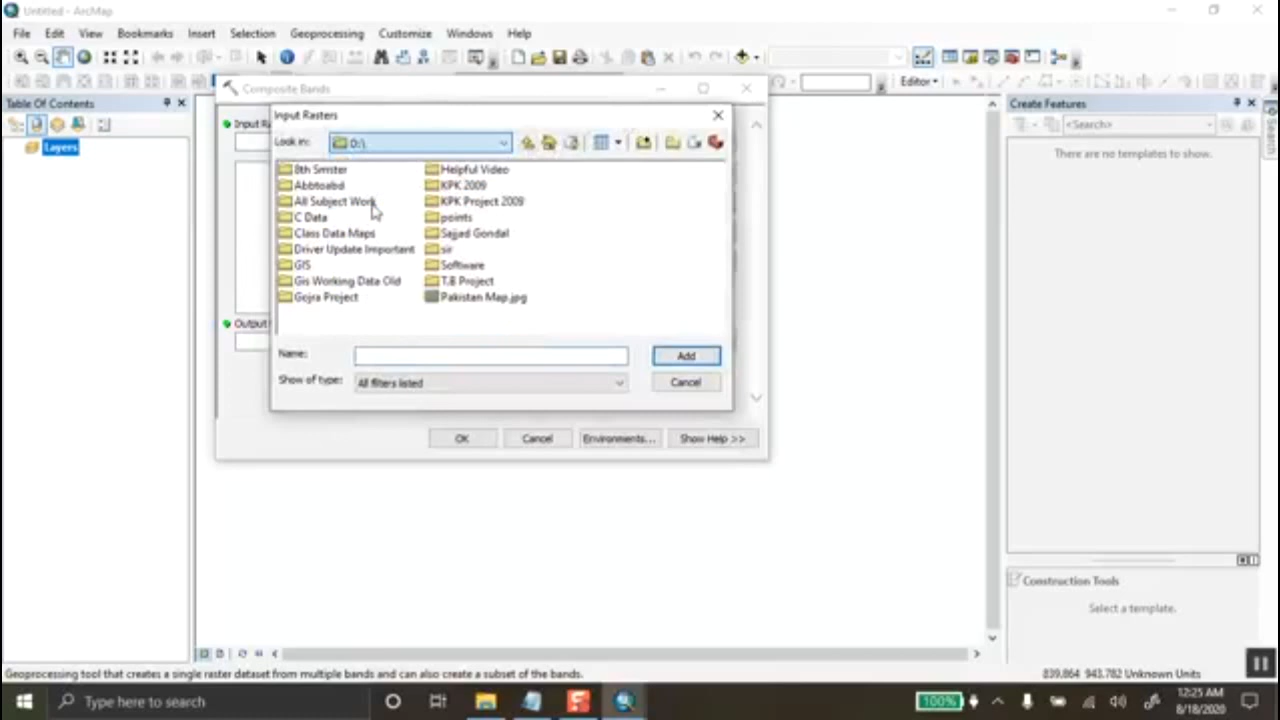 Untitled - ArcMap
File Edit View Bookmarks Insert Selection Geoprocessing Customize Windows Help
Editor
Table Of Contents
Layers
Composite Bands
Input Rasters
Look in: D:\
8th Smster
Abbtoabd
All Subject Work
C Data
Class Data Maps
Driver Update Important
GIS
Gis Working Data Old
Gojra Project
Helpful Video
KPK 2009
KPK Project 2009
points
Sajjad Gondal
sir
Software
T.B Project
Pakistan Map.jpg
Name:
Add
Show of type: All filters listed
Cancel
Output
OK Cancel Environments... Show Help >>
Create Features
<Search>
There are no templates to show.
Search
Construction Tools
Select a template.
Geoprocessing tool that creates a single raster dataset from multiple bands and can also create a subset of the bands.
839.864 943.782 Unknown Units
Type here to search
100%
12:25 AM
8/18/2020